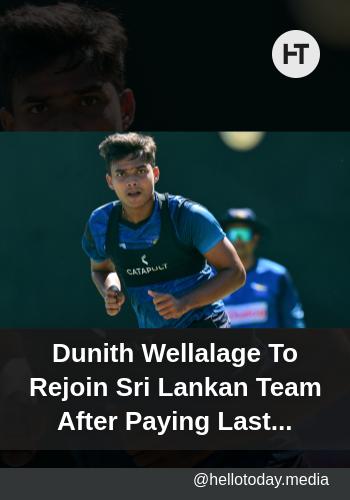 HT
CATAPULT
Dunith Wellalage To
Rejoin Sri Lankan Team
After Paying Last...
@hellotoday.media